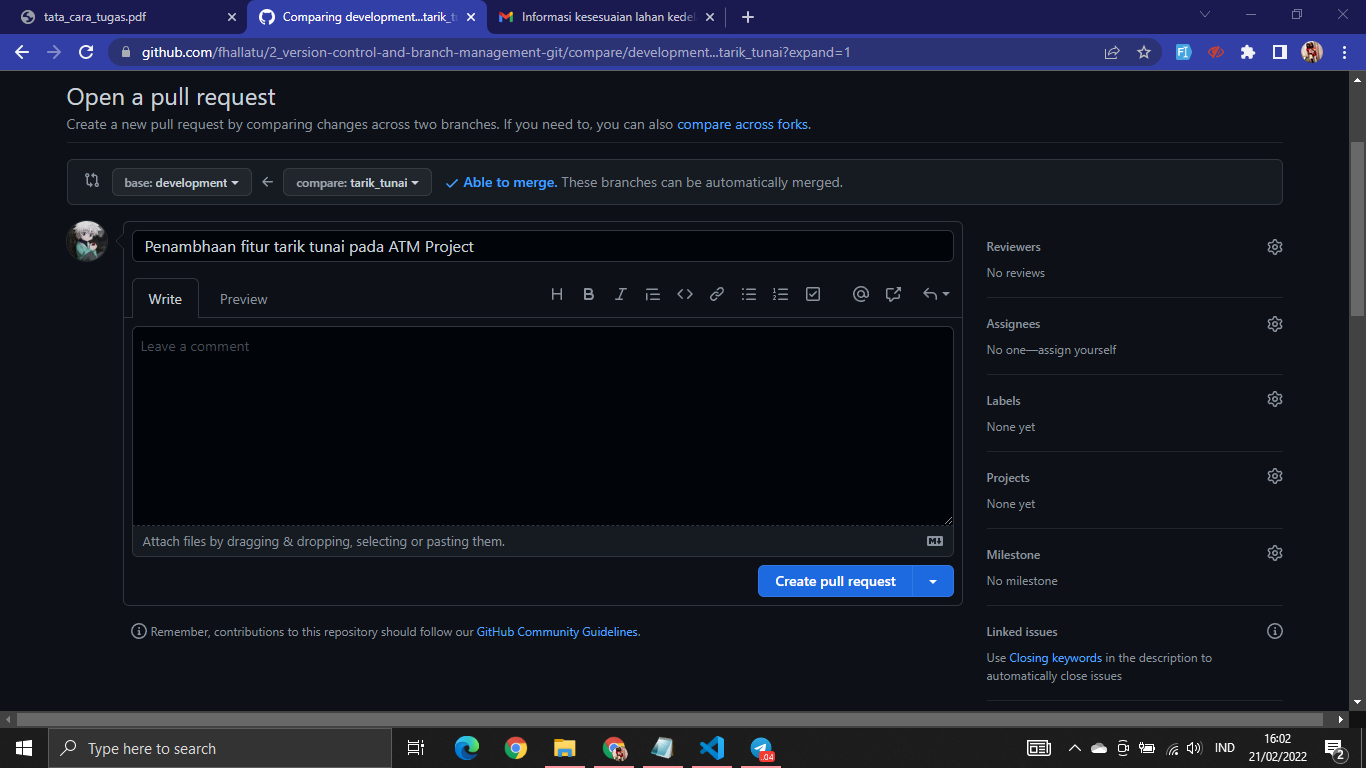 tata_cara_tugas.pdf
Comparing development...tarik_t
Informasi kesesuaian lahan kedel
github.com/fhallatu/2_version-control-and-branch-management-git/compare/development...tarik_tunai?expand=1
Open a pull request
Create a new pull request by comparing changes across two branches. If you need to, you can also compare across forks.
base: development
compare: tarik_tunai
Able to merge. These branches can be automatically merged.
Penambhaan fitur tarik tunai pada ATM Project
Write
Preview
Leave a comment
Attach files by dragging & dropping, selecting or pasting them.
Create pull request
Remember, contributions to this repository should follow our GitHub Community Guidelines.
Reviewers
No reviews
Assignees
No one—assign yourself
Labels
None yet
Projects
None yet
Milestone
No milestone
Linked issues
Use Closing keywords in the description to
automatically close issues
Type here to search
.04
IND
16:02
21/02/2022
2